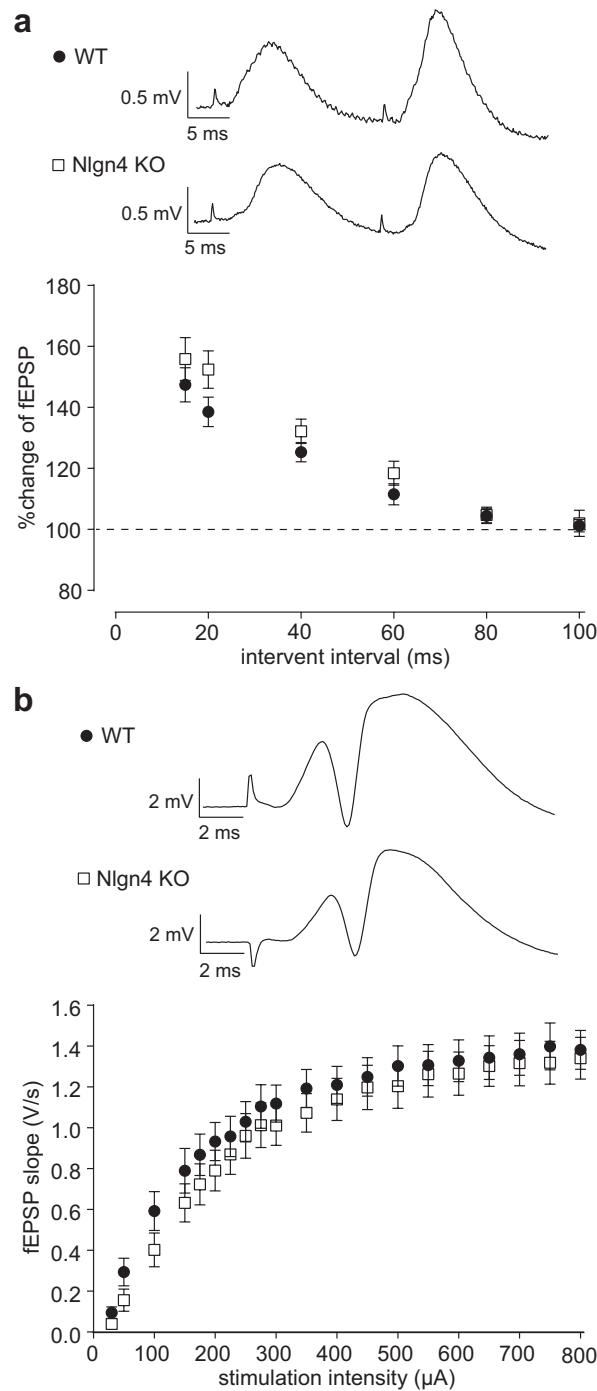 a
WT
0.5 mV
5 ms
Nlgn4 KO
0.5 mV
5 ms
%change of fEPSP
180
160
140
120
100
80
0 20 40 60 80 100
intervent interval (ms)
b
WT
2 mV
2 ms
Nlgn4 KO
2 mV
2 ms
fEPSP slope (V/s)
1.6
1.4
1.2
1.0
0.8
0.6
0.4
0.2
0.0
0 100 200 300 400 500 600 700 800
stimulation intensity (µA)